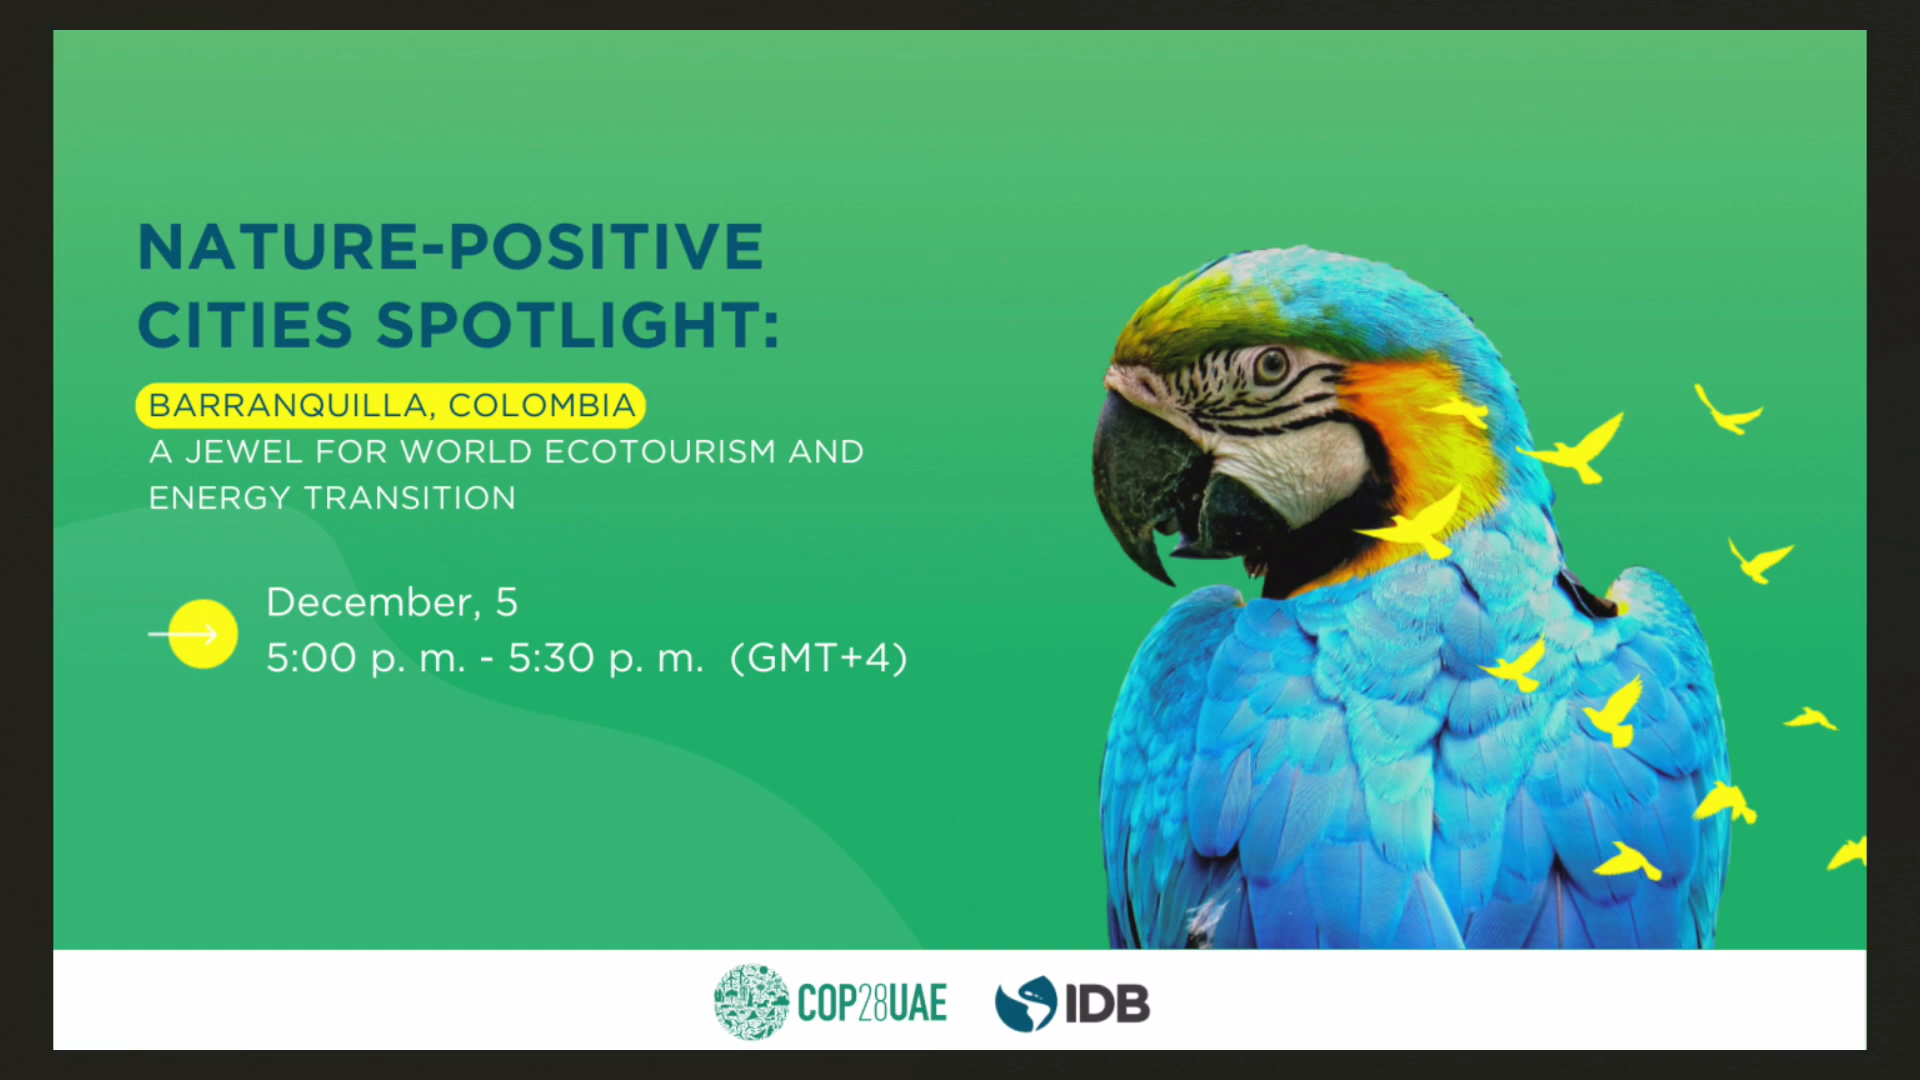 NATURE-POSITIVE
CITIES SPOTLIGHT:
BARRANQUILLA, COLOMBIA
A JEWEL FOR WORLD ECOTOURISM AND
ENERGY TRANSITION
December, 5
5:00 p. m. - 5:30 p. m. (GMT+4)
COP28UAE
IDB